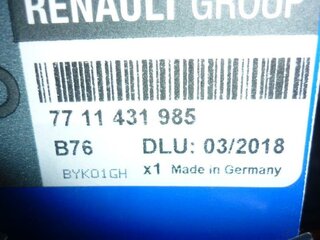 RENAULT GROUP
77 11 431 985
B76 DLU: 03/2018
BYK01GH x1 Made in Germany